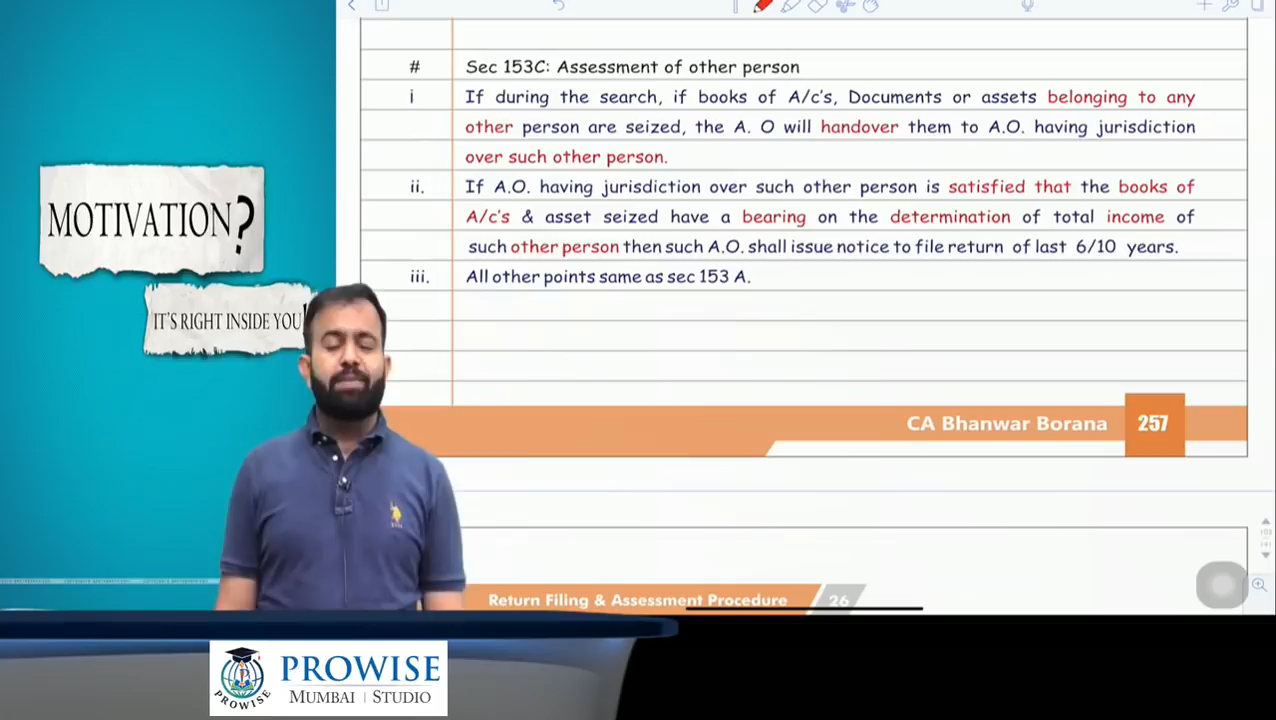 MOTIVATION?
IT'S RIGHT INSIDE YOU!
# Sec 153C: Assessment of other person
i If during the search, if books of A/c's, Documents or assets belonging to any
other person are seized, the A. O will handover them to A.O. having jurisdiction
over such other person.
ii. If A.O. having jurisdiction over such other person is satisfied that the books of
A/c's & asset seized have a bearing on the determination of total income of
such other person then such A.O. shall issue notice to file return of last 6/10 years.
iii. All other points same as sec 153 A.
CA Bhanwar Borana 257
Return Filing & Assessment Procedure 26
103
141
PROWISE
PROWISE
MUMBAI | STUDIO